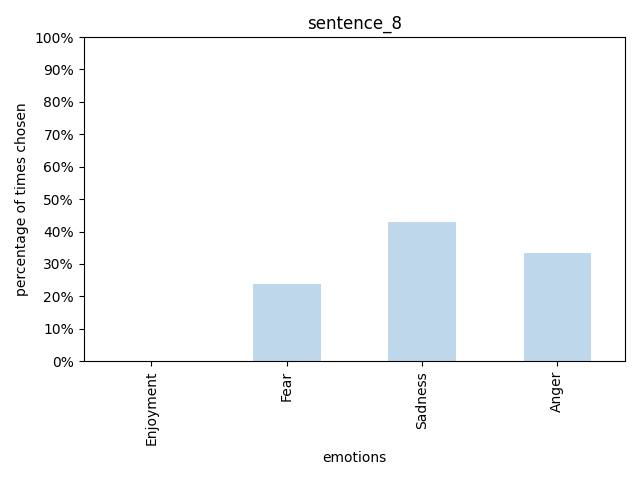 sentence_8
100%
90%
80%
70%
60%
50%
40%
30%
20%
10%
0%
percentage of times chosen
Enjoyment
Fear
Sadness
Anger
emotions